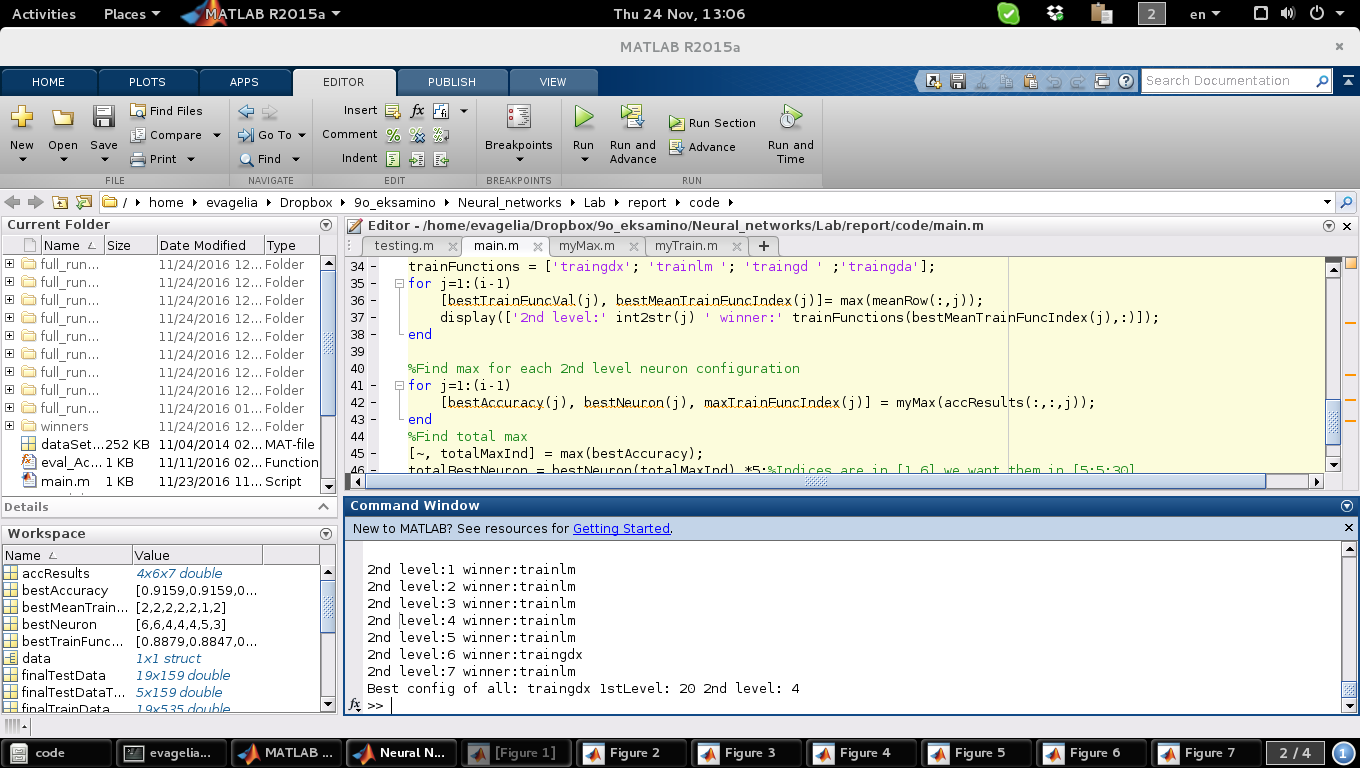 Activities Places MATLAB R2015a Thu 24 Nov, 13:06 2 en
MATLAB R2015a
HOME PLOTS APPS EDITOR PUBLISH VIEW Search Documentation
New Open Save Find Files Compare Print Go To Find Insert Comment Indent fx Breakpoints Run Run and Advance Run Section Advance Run and Time
FILE NAVIGATE EDIT BREAKPOINTS RUN
/ home evagelia Dropbox 9o_eksamino Neural_networks Lab report code
Current Folder
Name Size Date Modified Type
full_run... 11/24/2016 12... Folder
full_run... 11/24/2016 12... Folder
full_run... 11/24/2016 12... Folder
full_run... 11/24/2016 12... Folder
full_run... 11/24/2016 12... Folder
full_run... 11/24/2016 12... Folder
full_run... 11/24/2016 12... Folder
full_run... 11/24/2016 12... Folder
full_run... 11/24/2016 01... Folder
winners 11/24/2016 12... Folder
dataSet... 252 KB 11/04/2014 02... MAT-file
eval_Ac... 1 KB 11/11/2016 02... Function
main.m 1 KB 11/23/2016 11... Script
Details
Workspace
Name Value
accResults 4x6x7 double
bestAccuracy [0.9159,0.9159,0...
bestMeanTrain... [2,2,2,2,2,1,2]
bestNeuron [6,6,4,4,4,5,3]
bestTrainFunc... [0.8879,0.8847,0...
data 1x1 struct
finalTestData 19x159 double
finalTestDataT... 5x159 double
finalTrainData 19x535 double
Editor - /home/evagelia/Dropbox/9o_eksamino/Neural_networks/Lab/report/code/main.m
testing.m main.m myMax.m myTrain.m +
34 - trainFunctions = ['traingdx'; 'trainlm '; 'traingd ' ;'traingda'];
35 - for j=1:(i-1)
36 - [bestTrainFuncVal(j), bestMeanTrainFuncIndex(j)]= max(meanRow(:,j));
37 - display(['2nd level:' int2str(j) ' winner:' trainFunctions(bestMeanTrainFuncIndex(j),:)]);
38 - end
39
40 %Find max for each 2nd level neuron configuration
41 - for j=1:(i-1)
42 - [bestAccuracy(j), bestNeuron(j), maxTrainFuncIndex(j)] = myMax(accResults(:,:,j));
43 - end
44 %Find total max
45 - [~, totalMaxInd] = max(bestAccuracy);
46 - totalBestNeuron = bestNeuron(totalMaxInd) *5;%Indices are in [1,6] we want them in [5:5:30]
Command Window
New to MATLAB? See resources for Getting Started.
2nd level:1 winner:trainlm
2nd level:2 winner:trainlm
2nd level:3 winner:trainlm
2nd level:4 winner:trainlm
2nd level:5 winner:trainlm
2nd level:6 winner:traingdx
2nd level:7 winner:trainlm
Best config of all: traingdx 1stLevel: 20 2nd level: 4
fx >>
code evagelia... MATLAB ... Neural N... [Figure 1] Figure 2 Figure 3 Figure 4 Figure 5 Figure 6 Figure 7 2 / 4 1